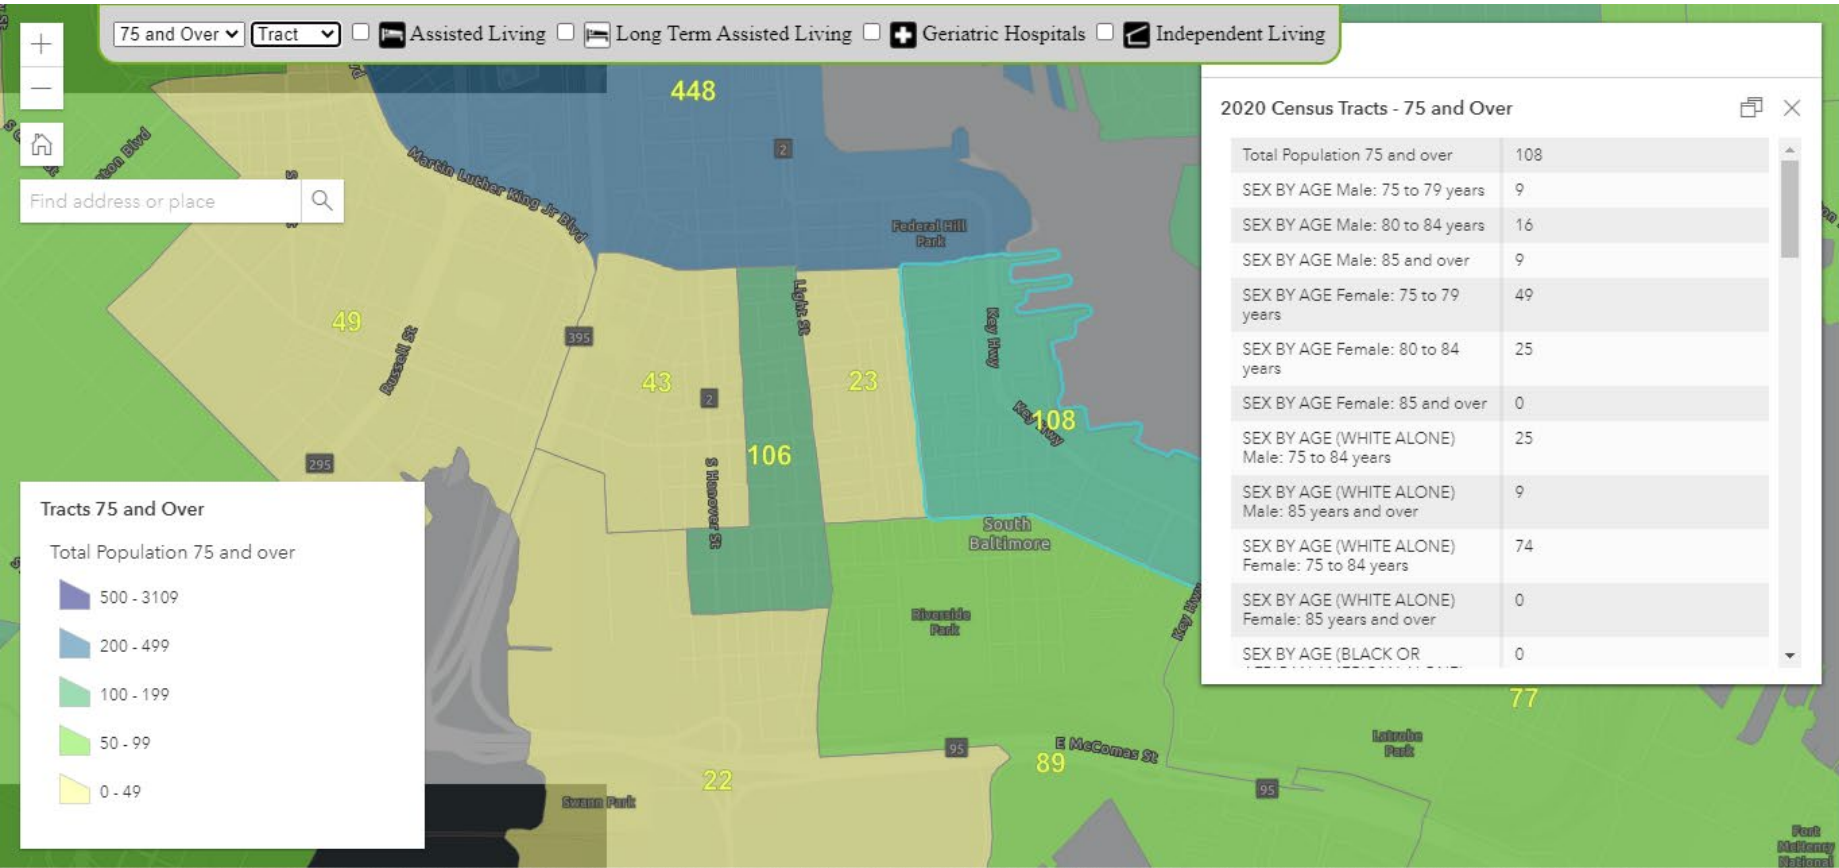 75 and Over
Tract
Assisted Living
Long Term Assisted Living
Geriatric Hospitals
Independent Living
Find address or place
448
2
Martin Luther King Jr Blvd
Federal Hill
Park
49
Russell St
395
295
43
2
106
Light St
S Hanover St
23
Key Hwy
Key Hwy
108
South
Baltimore
Riverside
Park
Key Hwy
22
Swann Park
95
E McComas St
89
95
77
Latrobe
Park
Fort
McHenry
National
Tracts 75 and Over
Total Population 75 and over
500 - 3109
200 - 499
100 - 199
50 - 99
0 - 49
2020 Census Tracts - 75 and Over
Total Population 75 and over 108
SEX BY AGE Male: 75 to 79 years 9
SEX BY AGE Male: 80 to 84 years 16
SEX BY AGE Male: 85 and over 9
SEX BY AGE Female: 75 to 79 49
years
SEX BY AGE Female: 80 to 84 25
years
SEX BY AGE Female: 85 and over 0
SEX BY AGE (WHITE ALONE) 25
Male: 75 to 84 years
SEX BY AGE (WHITE ALONE) 9
Male: 85 years and over
SEX BY AGE (WHITE ALONE) 74
Female: 75 to 84 years
SEX BY AGE (WHITE ALONE) 0
Female: 85 years and over
SEX BY AGE (BLACK OR 0